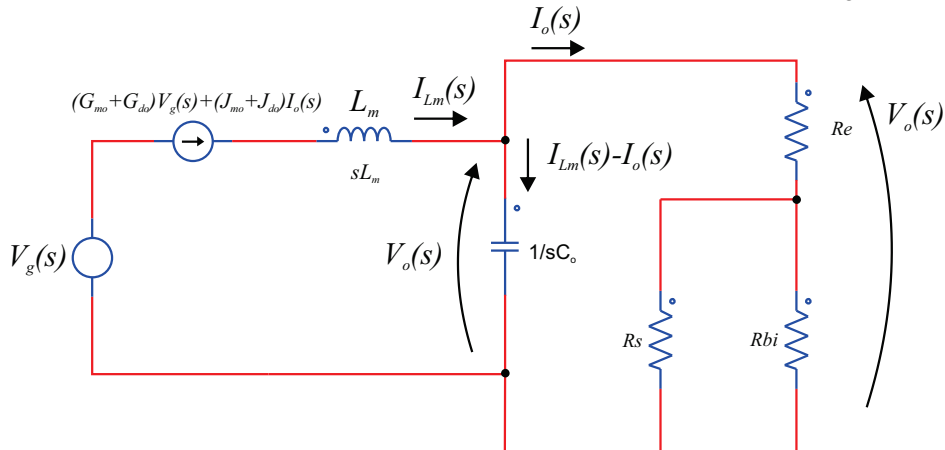 I_o(s)
(G_mo+G_do)V_g(s)+(J_mo+J_do)I_o(s)
L_m
I_Lm(s)
Re
V_o(s)
I_Lm(s)-I_o(s)
sL_m
V_g(s)
V_o(s)
1/sC_o
Rs
Rbi